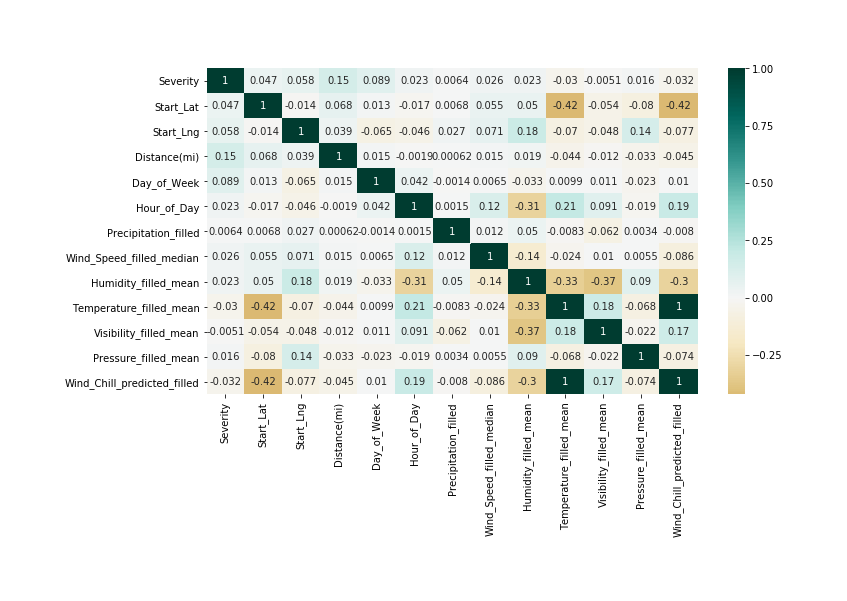 Severity 1 0.047 0.058 0.15 0.089 0.023 0.0064 0.026 0.023 -0.03 -0.0051 0.016 -0.032
Start_Lat 0.047 1 -0.014 0.068 0.013 -0.017 0.0068 0.055 0.05 -0.42 -0.054 -0.08 -0.42
Start_Lng 0.058 -0.014 1 0.039 -0.065 -0.046 0.027 0.071 0.18 -0.07 -0.048 0.14 -0.077
Distance(mi) 0.15 0.068 0.039 1 0.015 -0.0019 0.00062 0.015 0.019 -0.044 -0.012 -0.033 -0.045
Day_of_Week 0.089 0.013 -0.065 0.015 1 0.042 -0.0014 0.0065 -0.033 0.0099 0.011 -0.023 0.01
Hour_of_Day 0.023 -0.017 -0.046 -0.0019 0.042 1 0.0015 0.12 -0.31 0.21 0.091 -0.019 0.19
Precipitation_filled 0.0064 0.0068 0.027 0.00062 -0.0014 0.0015 1 0.012 0.05 -0.0083 -0.062 0.0034 -0.008
Wind_Speed_filled_median 0.026 0.055 0.071 0.015 0.0065 0.12 0.012 1 -0.14 -0.024 0.01 0.0055 -0.086
Humidity_filled_mean 0.023 0.05 0.18 0.019 -0.033 -0.31 0.05 -0.14 1 -0.33 -0.37 0.09 -0.3
Temperature_filled_mean -0.03 -0.42 -0.07 -0.044 0.0099 0.21 -0.0083 -0.024 -0.33 1 0.18 -0.068 1
Visibility_filled_mean -0.0051 -0.054 -0.048 -0.012 0.011 0.091 -0.062 0.01 -0.37 0.18 1 -0.022 0.17
Pressure_filled_mean 0.016 -0.08 0.14 -0.033 -0.023 -0.019 0.0034 0.0055 0.09 -0.068 -0.022 1 -0.074
Wind_Chill_predicted_filled -0.032 -0.42 -0.077 -0.045 0.01 0.19 -0.008 -0.086 -0.3 1 0.17 -0.074 1
Severity
Start_Lat
Start_Lng
Distance(mi)
Day_of_Week
Hour_of_Day
Precipitation_filled
Wind_Speed_filled_median
Humidity_filled_mean
Temperature_filled_mean
Visibility_filled_mean
Pressure_filled_mean
Wind_Chill_predicted_filled
1.00
0.75
0.50
0.25
0.00
−0.25